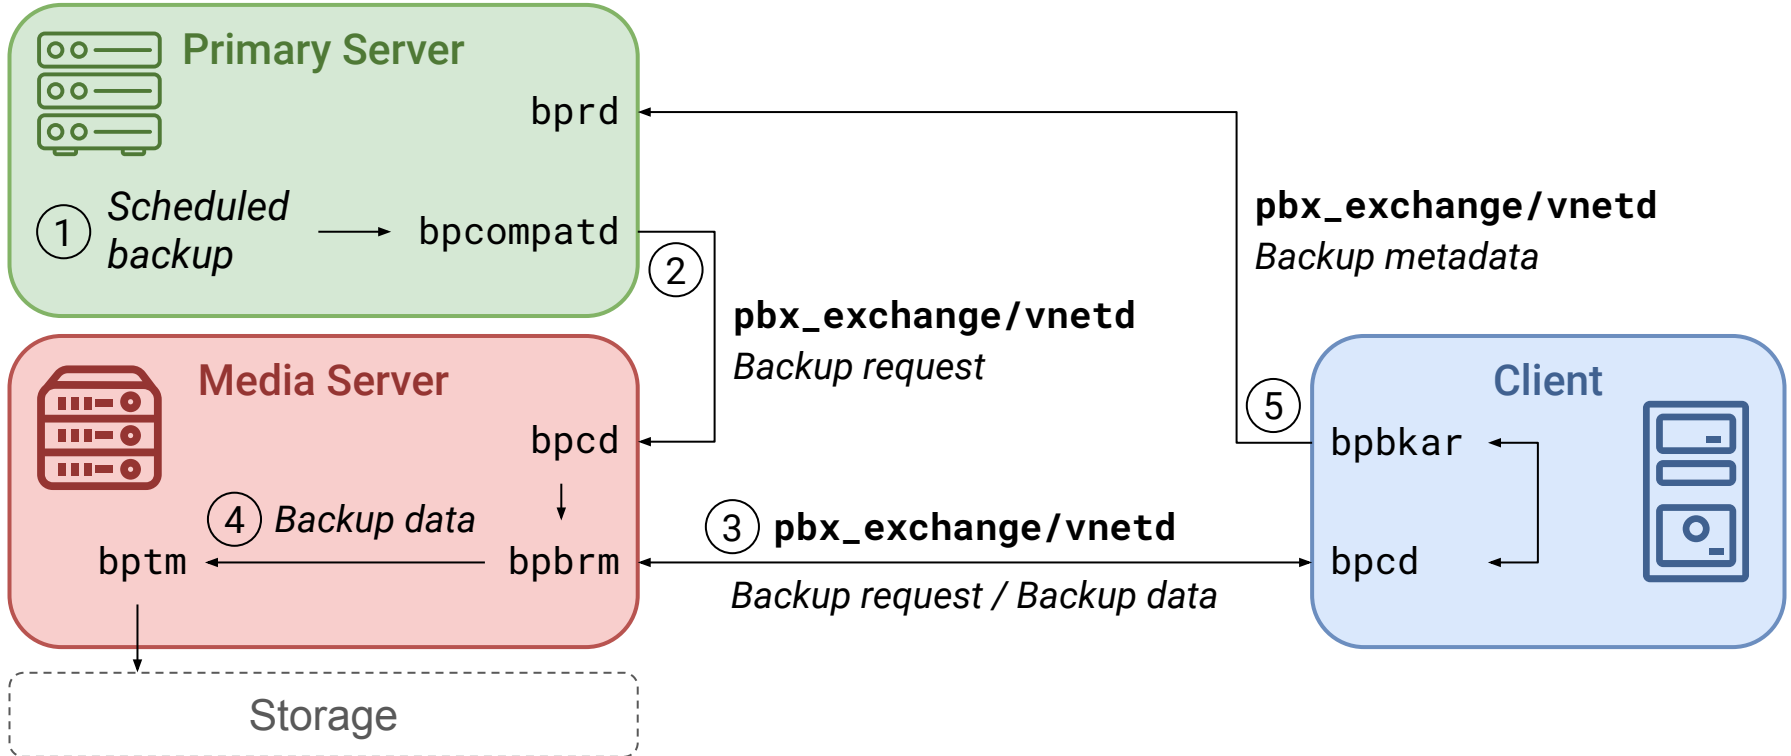 Primary Server
bprd
1
Scheduled
backup
bpcompatd
2
pbx_exchange/vnetd
Backup request
pbx_exchange/vnetd
Backup metadata
Media Server
bpcd
4
Backup data
bptm
bpbrm
3
pbx_exchange/vnetd
Backup request / Backup data
5
Client
bpbkar
bpcd
Storage